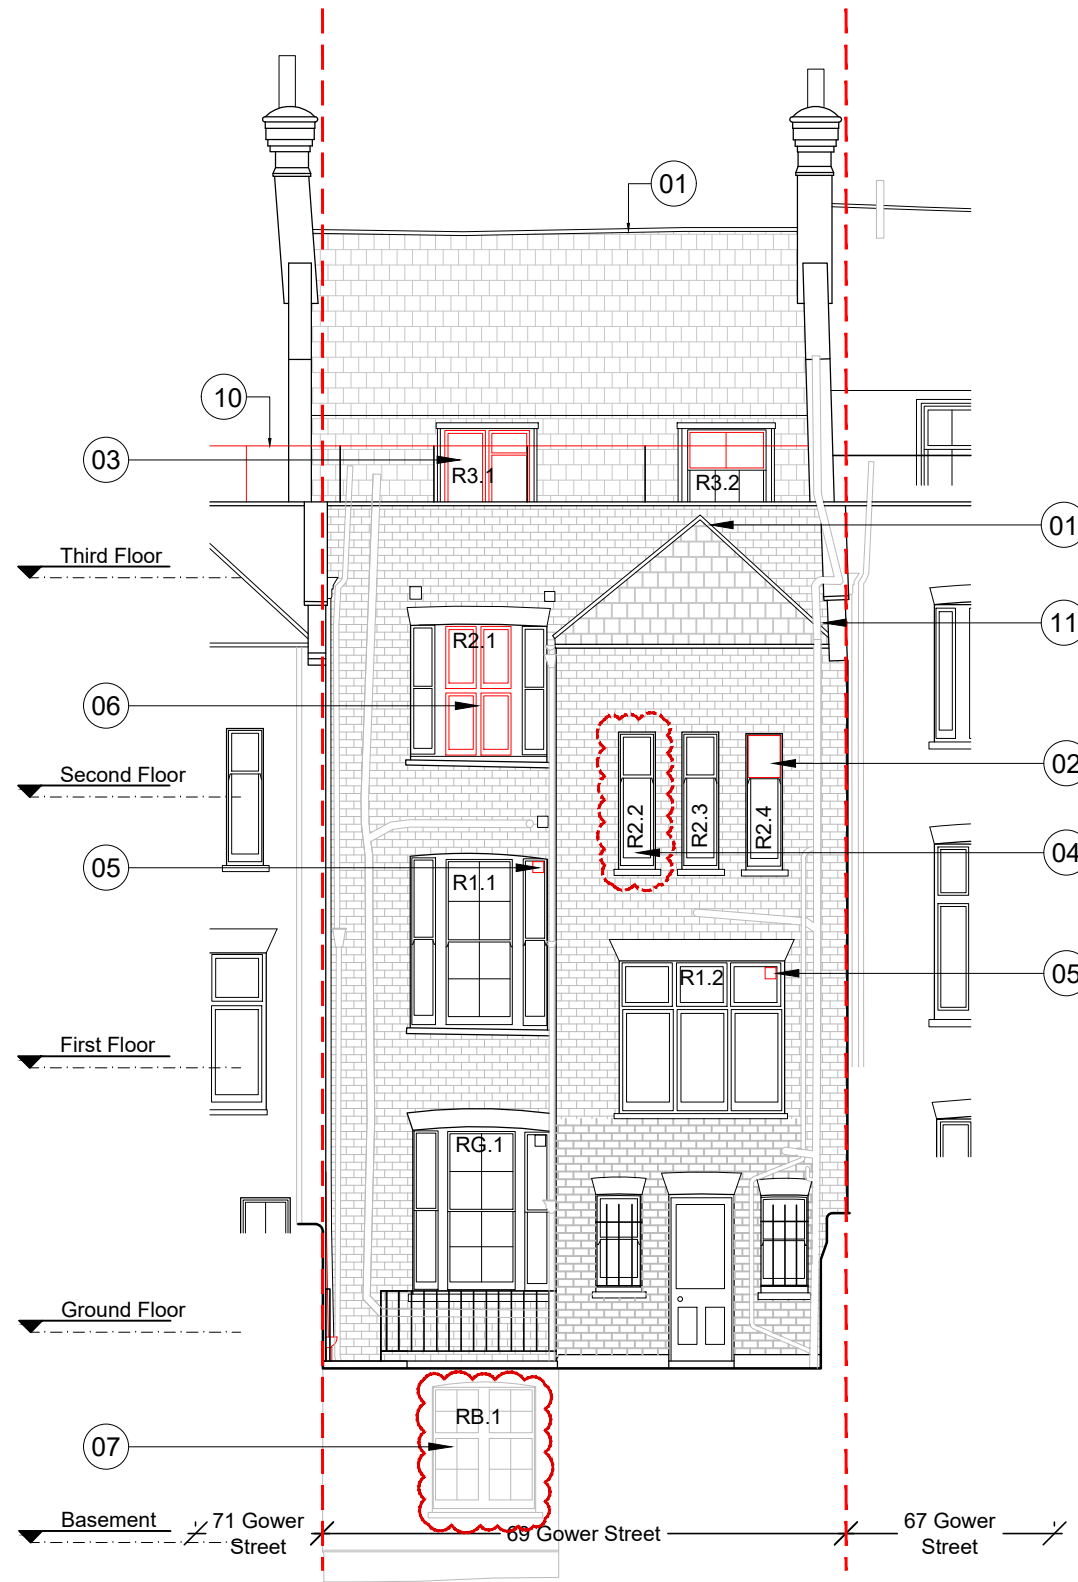 01
10
03
R3.1
R3.2
01
Third Floor
11
R2.1
06
02
Second Floor
R2.2
R2.3
R2.4
04
05
R1.1
05
R1.2
First Floor
RG.1
Ground Floor
RB.1
07
Basement
71 Gower
Street
69 Gower Street
67 Gower
Street